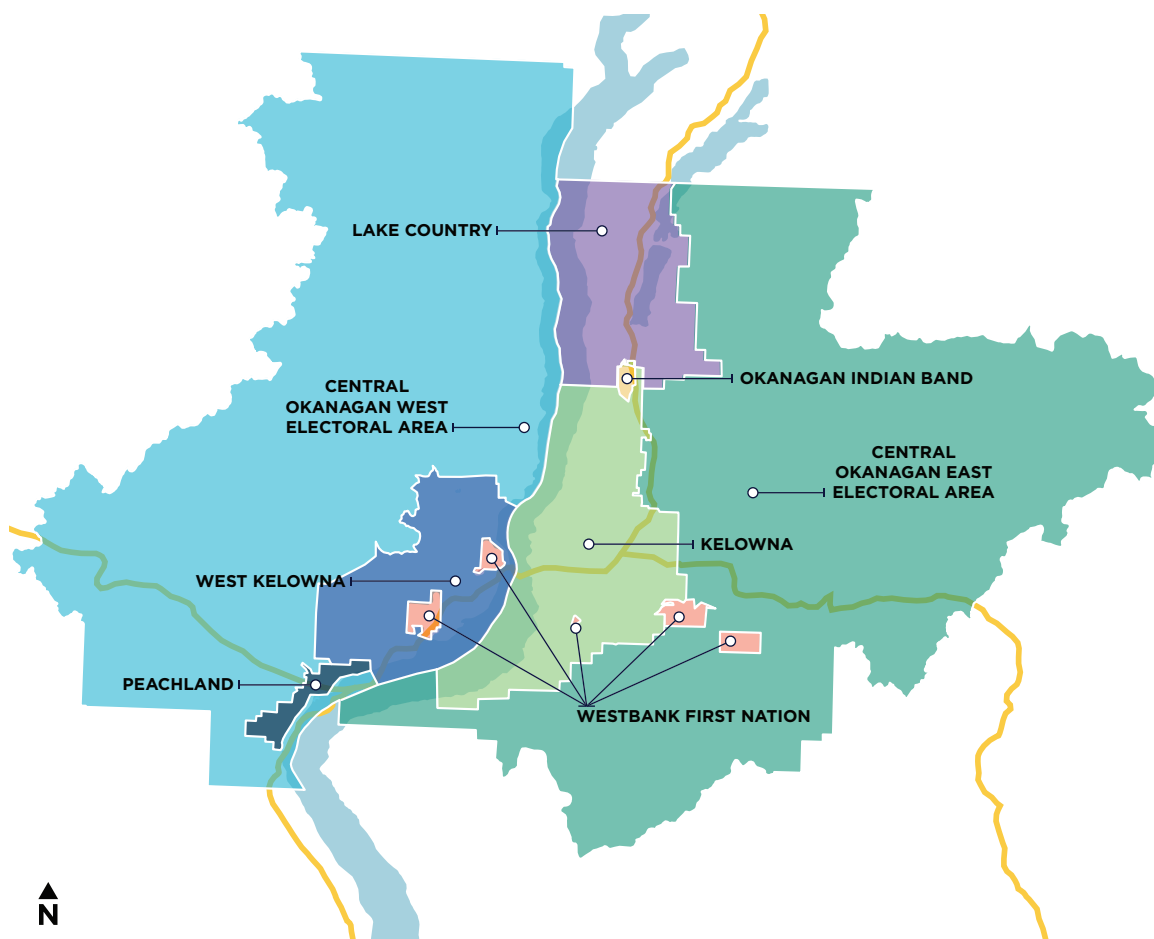 LAKE COUNTRY
OKANAGAN INDIAN BAND
CENTRAL
OKANAGAN WEST
ELECTORAL AREA
CENTRAL
OKANAGAN EAST
ELECTORAL AREA
KELOWNA
WEST KELOWNA
PEACHLAND
WESTBANK FIRST NATION
N